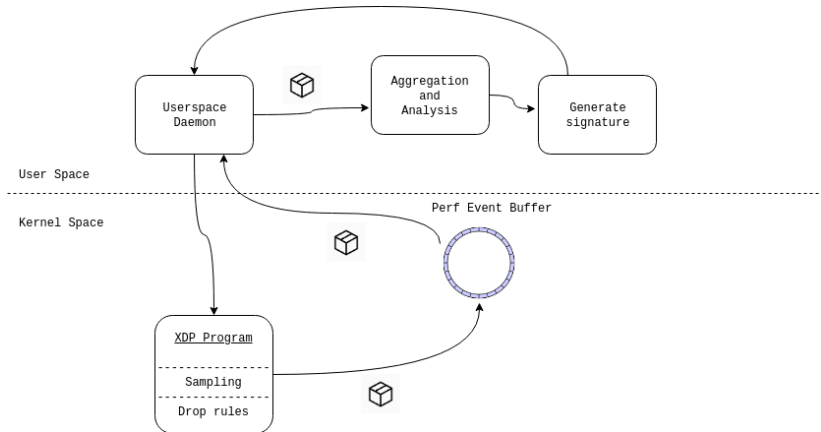 Userspace
Daemon
Aggregation
and
Analysis
Generate
signature
User Space
Kernel Space
Perf Event Buffer
XDP Program
Sampling
Drop rules